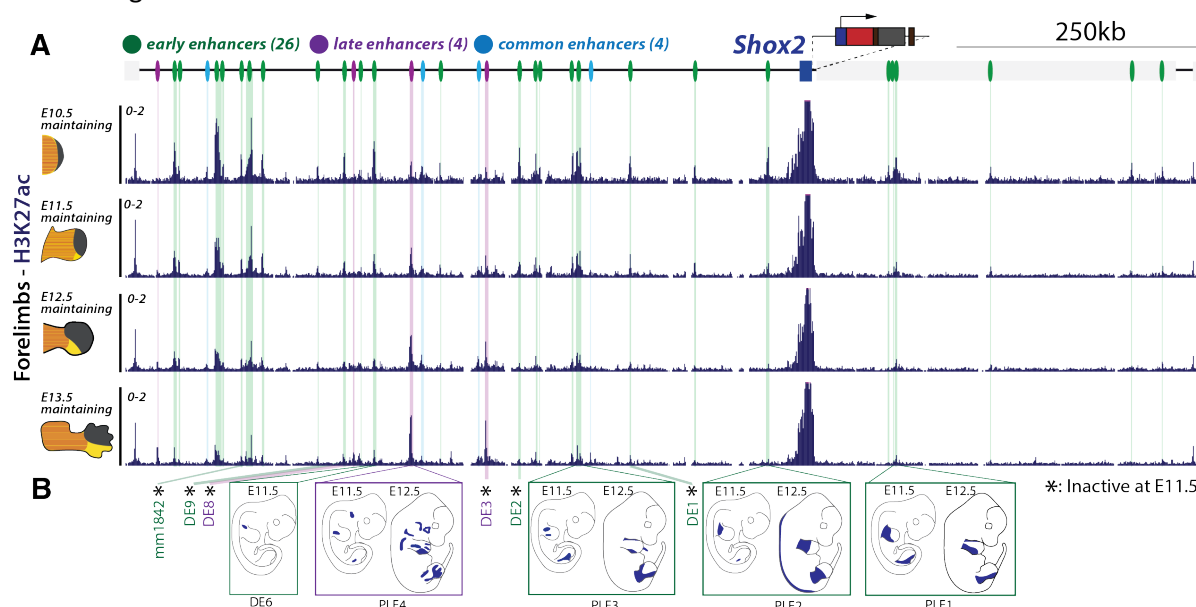 A
early enhancers (26)
late enhancers (4)
common enhancers (4)
Shox2
250kb
Forelimbs - H3K27ac
E10.5
maintaining
0-2
E11.5
maintaining
0-2
E12.5
maintaining
0-2
E13.5
maintaining
0-2
B
*: Inactive at E11.5
mm1842 *
DE9 *
DE8 *
E11.5
DE6
E11.5 E12.5
PLE4
DE3 *
DE2 *
E11.5 E12.5
PLE3
DE1 *
E11.5 E12.5
PLE2
E11.5 E12.5
PLE1